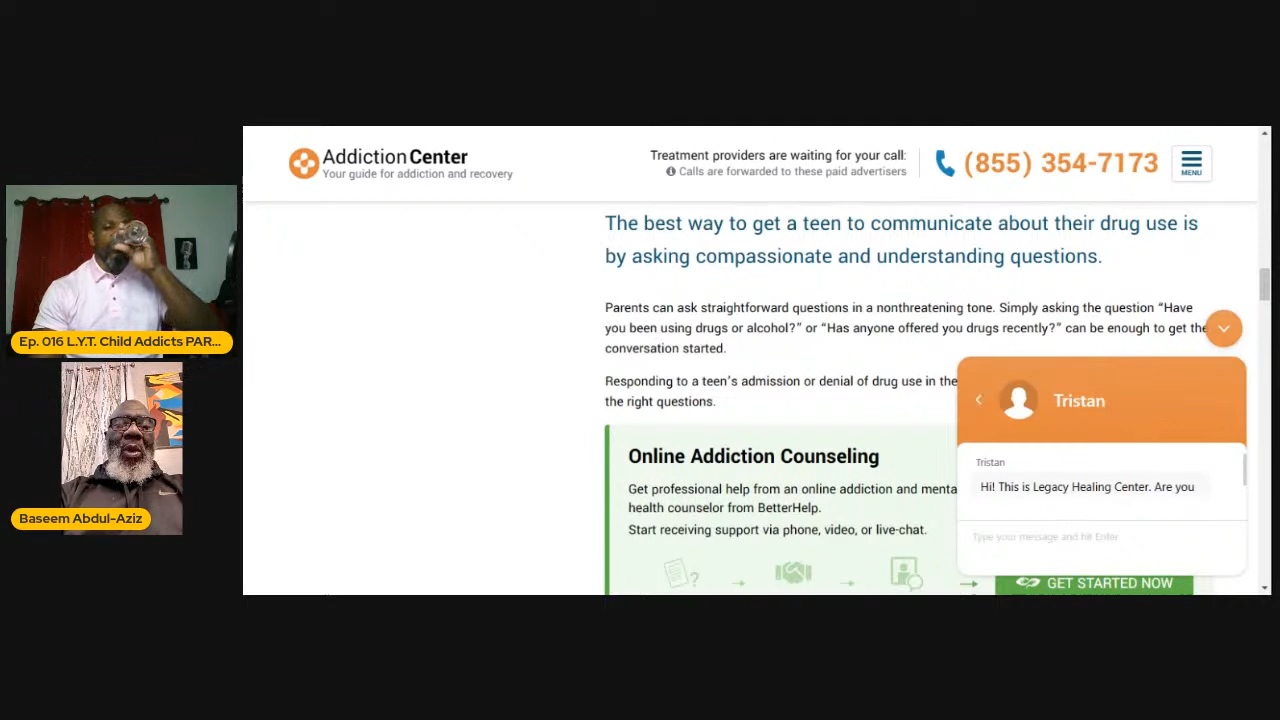 Addiction Center
Your guide for addiction and recovery
Treatment providers are waiting for your call:
Calls are forwarded to these paid advertisers
(855) 354-7173
MENU
The best way to get a teen to communicate about their drug use is
by asking compassionate and understanding questions.
Parents can ask straightforward questions in a nonthreatening tone. Simply asking the question “Have
you been using drugs or alcohol?” or “Has anyone offered you drugs recently?” can be enough to get the
conversation started.
Responding to a teen’s admission or denial of drug use in the
the right questions.
Online Addiction Counseling
Get professional help from an online addiction and menta
health counselor from BetterHelp.
Start receiving support via phone, video, or live-chat.
GET STARTED NOW
Tristan
Tristan
Hi! This is Legacy Healing Center. Are you
Type your message and hit Enter
Ep. 016 L.Y.T. Child Addicts PAR...
Baseem Abdul-Aziz